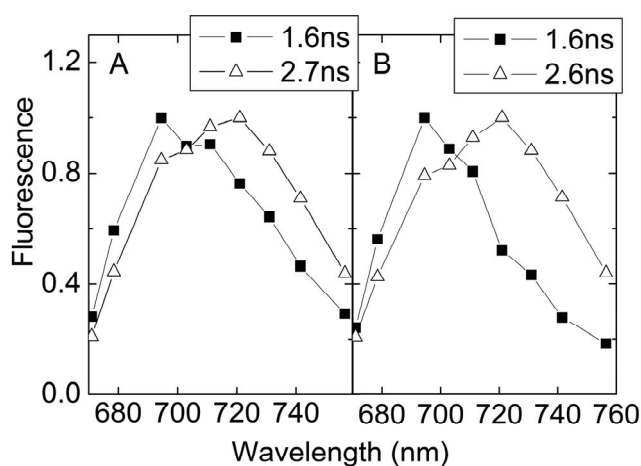 1.6ns
2.7ns
1.6ns
2.6ns
A
B
Fluorescence
1.2
0.8
0.4
0.0
680 700 720 740
680 700 720 740 760
Wavelength (nm)